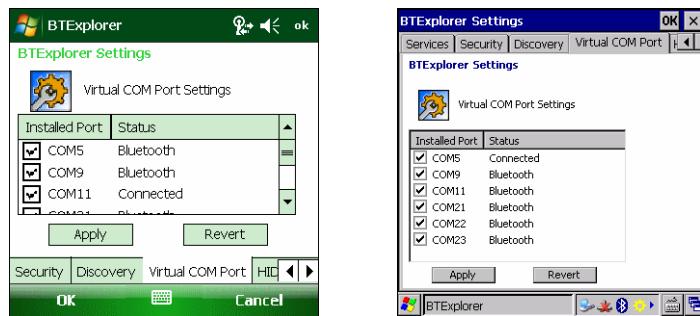 BTExplorer ok
BTExplorer Settings
Virtual COM Port Settings
Installed Port Status
COM5 Bluetooth
COM9 Bluetooth
COM11 Connected
Apply Revert
Security Discovery Virtual COM Port HID
OK Cancel
BTExplorer Settings OK
Services Security Discovery Virtual COM Port
BTExplorer Settings
Virtual COM Port Settings
Installed Port Status
COM5 Connected
COM9 Bluetooth
COM11 Bluetooth
COM21 Bluetooth
COM22 Bluetooth
COM23 Bluetooth
Apply Revert
BTExplorer